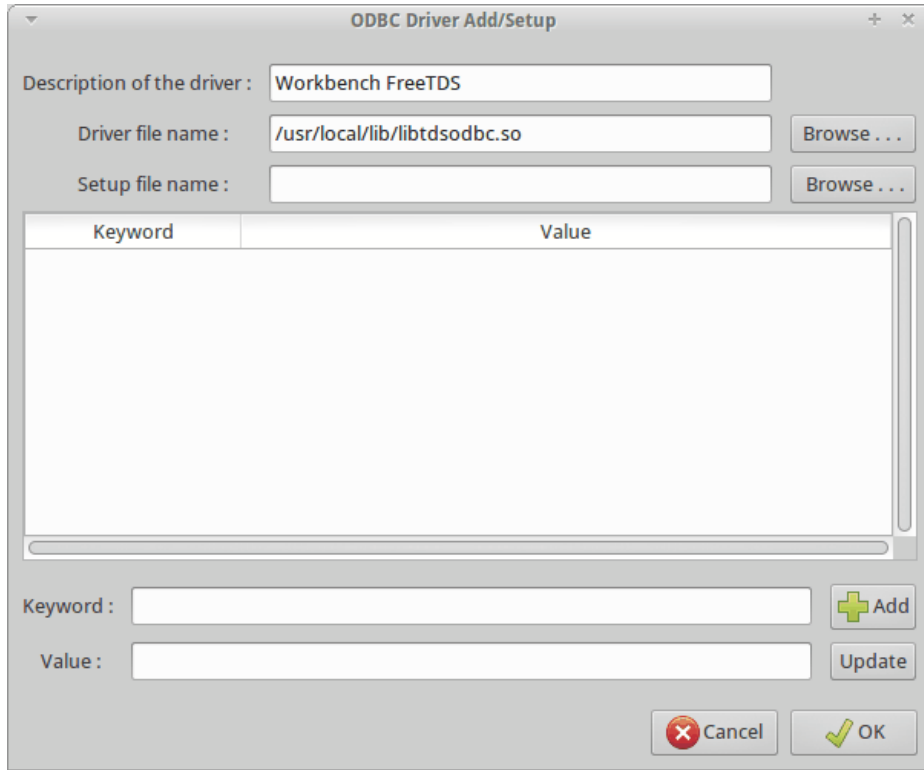 ODBC Driver Add/Setup
Description of the driver : Workbench FreeTDS
Driver file name : /usr/local/lib/libtdsodbc.so Browse . . .
Setup file name : Browse . . .
Keyword Value
Keyword : Add
Value : Update
Cancel OK